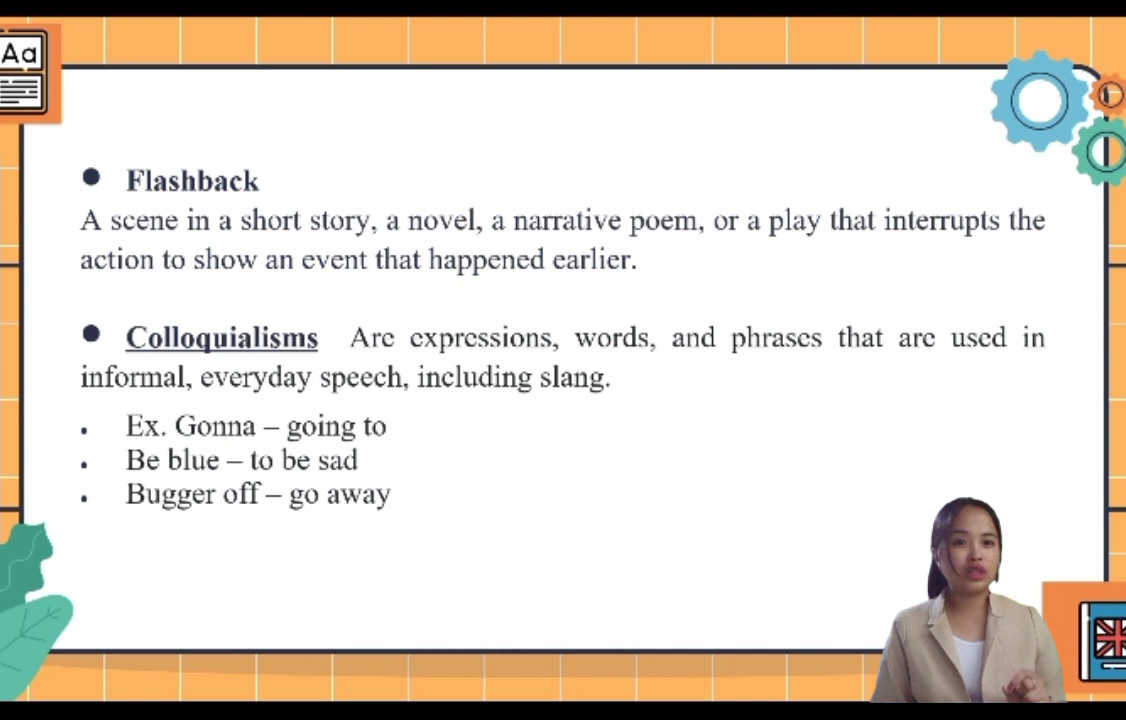 Aa
● Flashback
A scene in a short story, a novel, a narrative poem, or a play that interrupts the
action to show an event that happened earlier.
● Colloquialisms Are expressions, words, and phrases that are used in
informal, everyday speech, including slang.
• Ex. Gonna – going to
• Be blue – to be sad
• Bugger off – go away